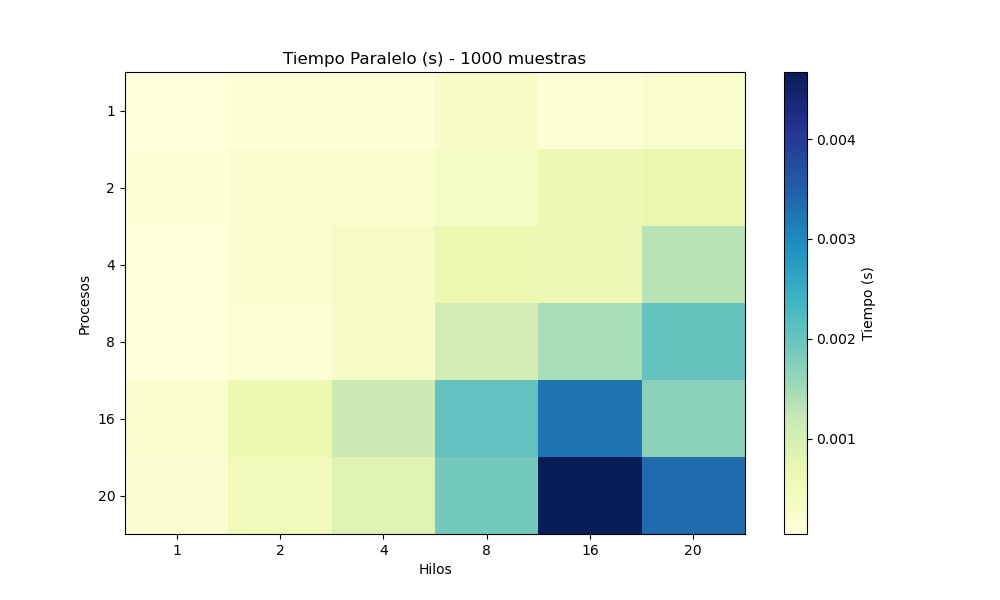 Tiempo Paralelo (s) - 1000 muestras
Procesos
1
2
4
8
16
20
1 2 4 8 16 20
Hilos
0.004
0.003
0.002
0.001
Tiempo (s)